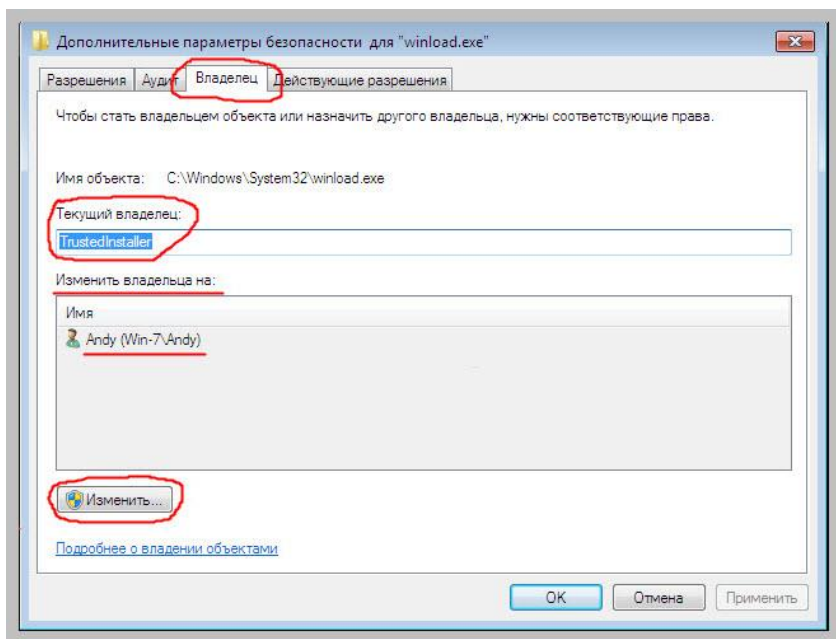 Дополнительные параметры безопасности для "winload.exe"
Разрешения Аудит Владелец Действующие разрешения
Чтобы стать владельцем объекта или назначить другого владельца, нужны соответствующие права.
Имя объекта: C:\Windows\System32\winload.exe
Текущий владелец:
TrustedInstaller
Изменить владельца на:
Имя
Andy (Win-7\Andy)
Изменить...
Подробнее о владении объектами
ОК Отмена Применить